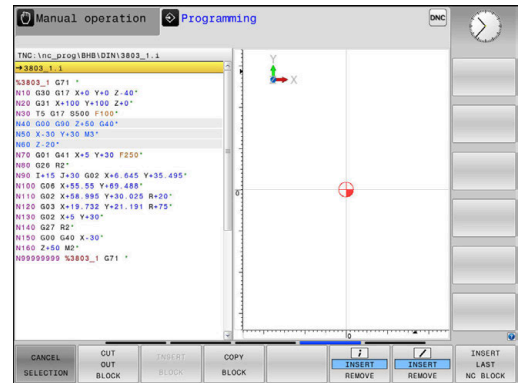 Manual operation
Programming
DNC
TNC:\nc_prog\BHB\DIN\3803_1.i
→3803_1.i
%3803_1 G71 *
N10 G30 G17 X+0 Y+0 Z-40*
N20 G31 X+100 Y+100 Z+0*
N30 T5 G17 S500 F100*
N40 G00 G90 Z+50 G40*
N50 X-30 Y+30 M3*
N60 Z-20*
N70 G01 G41 X+5 Y+30 F250*
N80 G26 R2*
N90 I+15 J+30 G02 X+6.645 Y+35.495*
N100 G06 X+55.55 Y+69.488*
N110 G02 X+58.995 Y+30.025 R+20*
N120 G03 X+19.732 Y+21.191 R+75*
N130 G02 X+5 Y+30*
N140 G27 R2*
N150 G00 G40 X-30*
N160 Z+50 M2*
N99999999 %3803_1 G71 *
Y
X
0
0
CANCEL
SELECTION
CUT
OUT
BLOCK
INSERT
BLOCK
COPY
BLOCK
INSERT
REMOVE
INSERT
REMOVE
INSERT
LAST
NC BLOCK